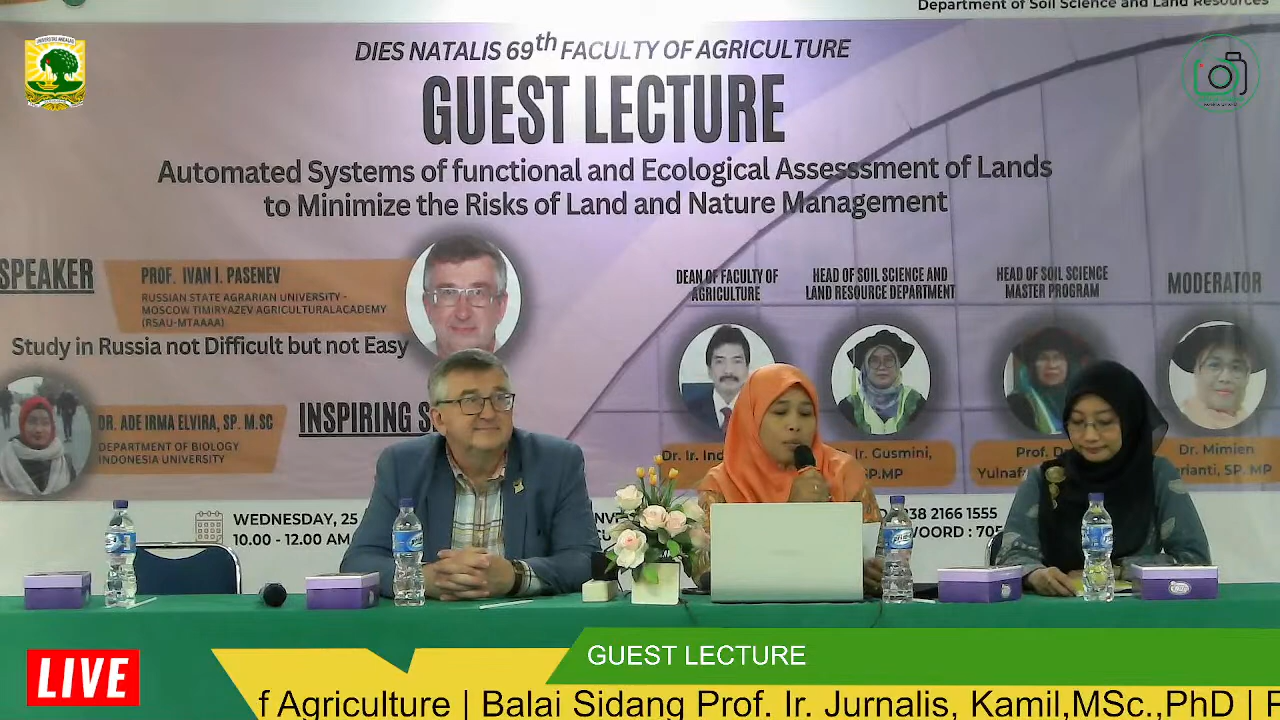 Department of Soil Science and Land Resources
DIES NATALIS 69th FACULTY OF AGRICULTURE
GUEST LECTURE
Automated Systems of functional and Ecological Assesssment of Lands
to Minimize the Risks of Land and Nature Management
SPEAKER
PROF. IVAN I. PASENEV
RUSSIAN STATE AGRARIAN UNIVERSITY -
MOSCOW TIMIRYAZEV AGRICULTURALACADEMY
(RSAU-MTAAAA)
Study in Russia not Difficult but not Easy
DR. ADE IRMA ELVIRA, SP. M.SC
DEPARTMENT OF BIOLOGY
INDONESIA UNIVERSITY
INSPIRING S
DEAN OF FACULTY OF
AGRICULTURE
HEAD OF SOIL SCIENCE AND
LAND RESOURCE DEPARTMENT
HEAD OF SOIL SCIENCE
MASTER PROGRAM
MODERATOR
Dr. Ir. Ind
Ir. Gusmini,
SP.MP
Prof. D
Yulnaf
Dr. Mimien
rianti, SP. MP
WEDNESDAY, 25
10.00 - 12.00 AM
38 2166 1555
WOORD : 705
LIVE
GUEST LECTURE
f Agriculture | Balai Sidang Prof. Ir. Jurnalis, Kamil,MSc.,PhD | F